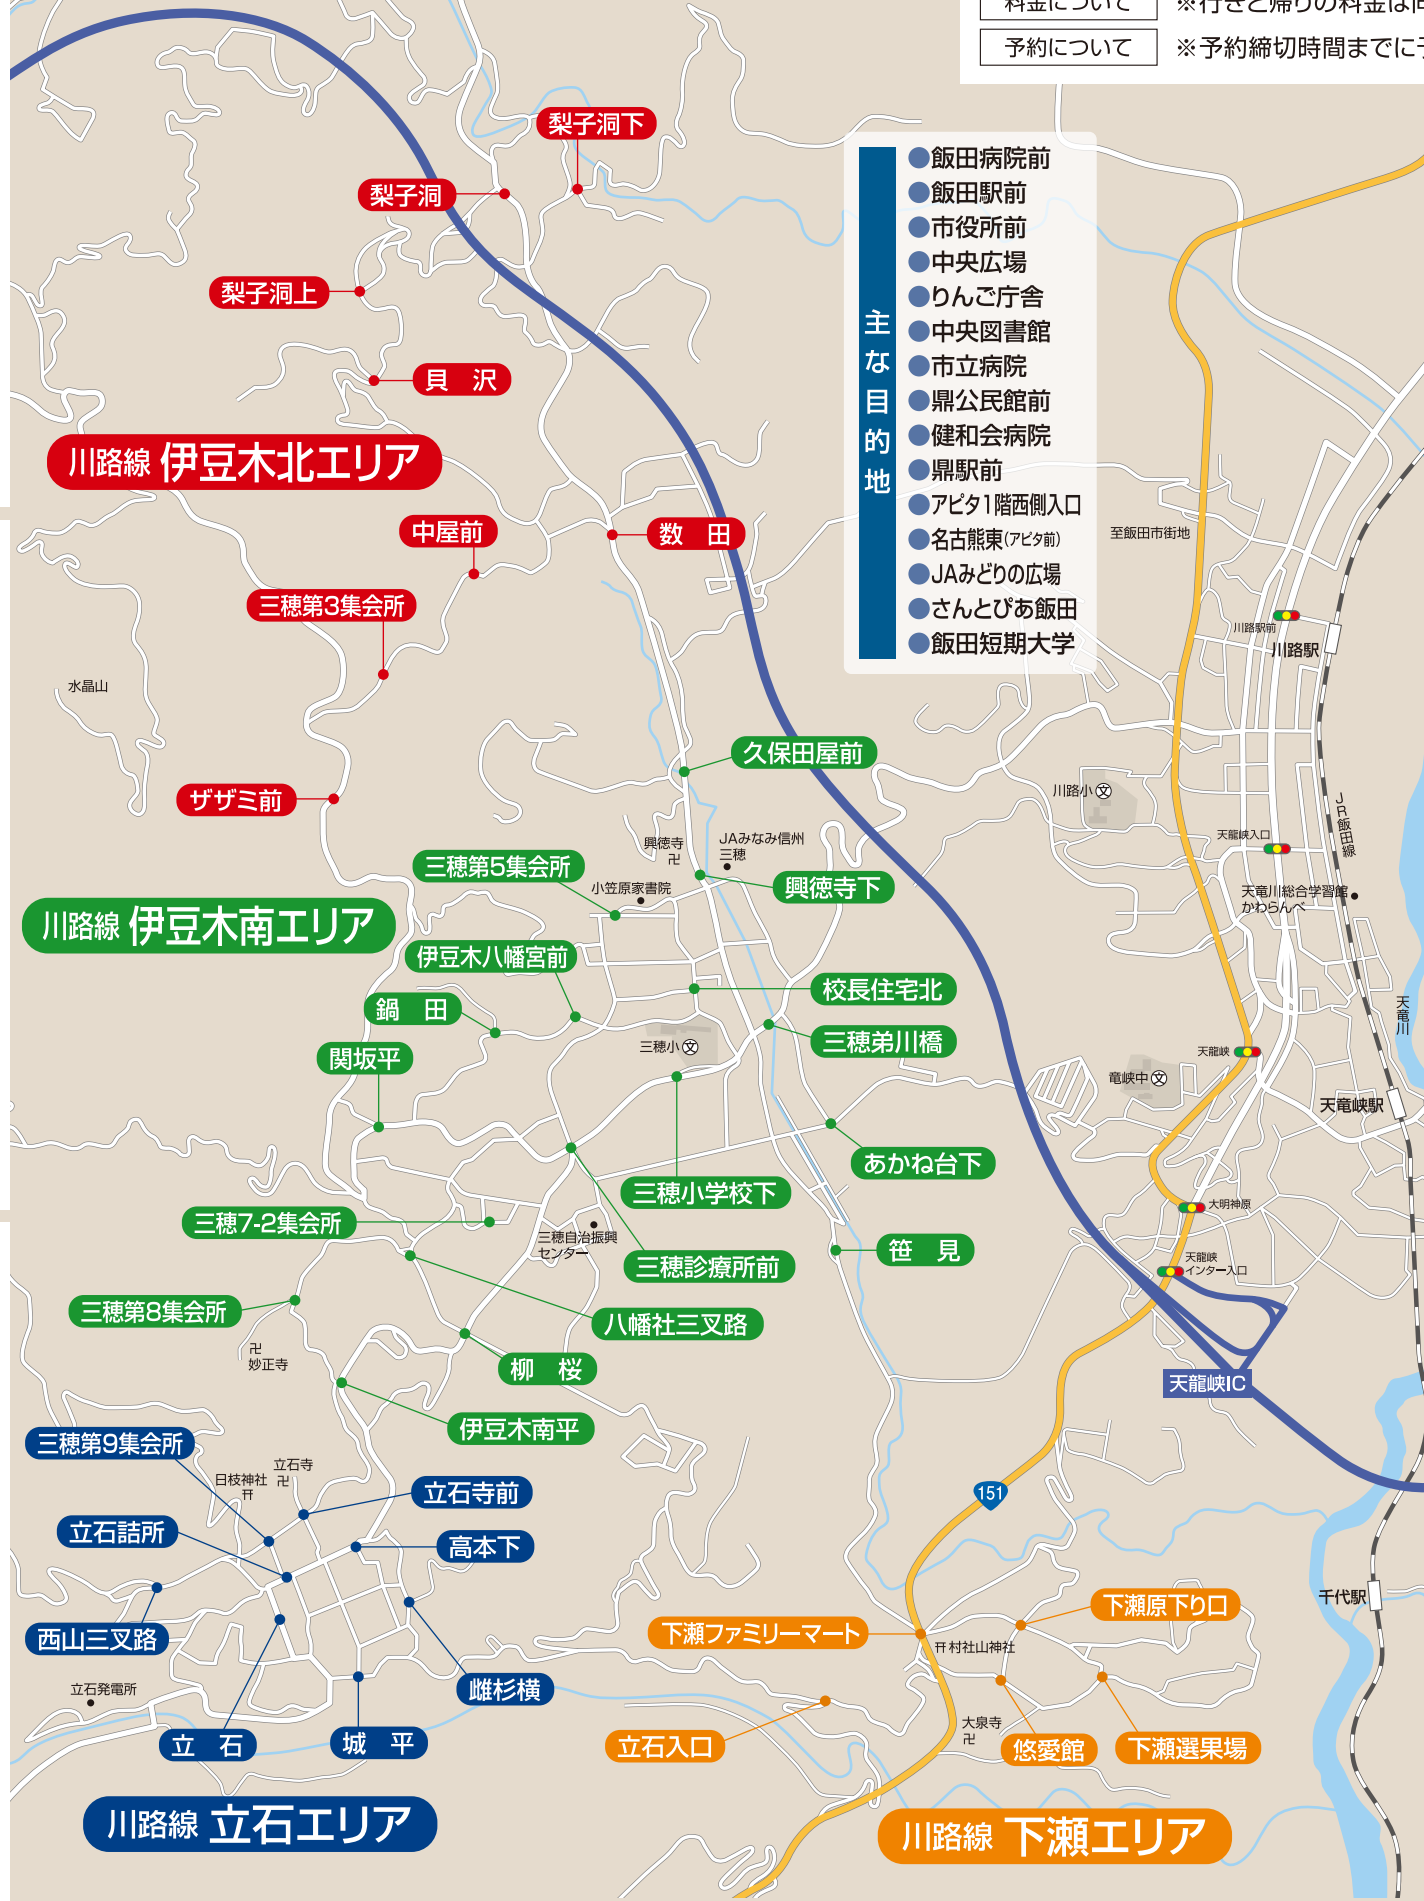 料金について
※行きと帰りの料金は同
予約について
※予約締切時間までに予
主な目的地
●飯田病院前
●飯田駅前
●市役所前
●中央広場
●りんご庁舎
●中央図書館
●市立病院
●鼎公民館前
●健和会病院
●鼎駅前
●アピタ1階西側入口
●名古熊東(アピタ前)
●JAみどりの広場
●さんとぴあ飯田
●飯田短期大学
梨子洞下
梨子洞
梨子洞上
貝　沢
川路線 伊豆木北エリア
中屋前
数　田
至飯田市街地
三穂第3集会所
川路駅前
川路駅
水晶山
久保田屋前
ザザミ前
川路小 文
JR飯田線
天龍峡入口
興徳寺
卍
JAみなみ信州
三穂
三穂第5集会所
小笠原家書院
興徳寺下
天竜川総合学習館
かわらんべ
川路線 伊豆木南エリア
伊豆木八幡宮前
校長住宅北
鍋　田
天竜川
三穂小 文
三穂弟川橋
関坂平
天龍峡
竜峡中 文
天竜峡駅
あかね台下
三穂小学校下
大明神原
三穂7-2集会所
三穂自治振興
センター
三穂診療所前
笹　見
天龍峡
インター入口
三穂第8集会所
八幡社三叉路
卍
妙正寺
柳　桜
天龍峡IC
伊豆木南平
三穂第9集会所
立石寺
卍
日枝神社
立石寺前
151
立石詰所
高本下
千代駅
下瀬原下り口
西山三叉路
下瀬ファミリーマート
村社山神社
立石発電所
雌杉横
大泉寺
卍
立　石
城　平
立石入口
悠愛館
下瀬選果場
川路線 立石エリア
川路線 下瀬エリア